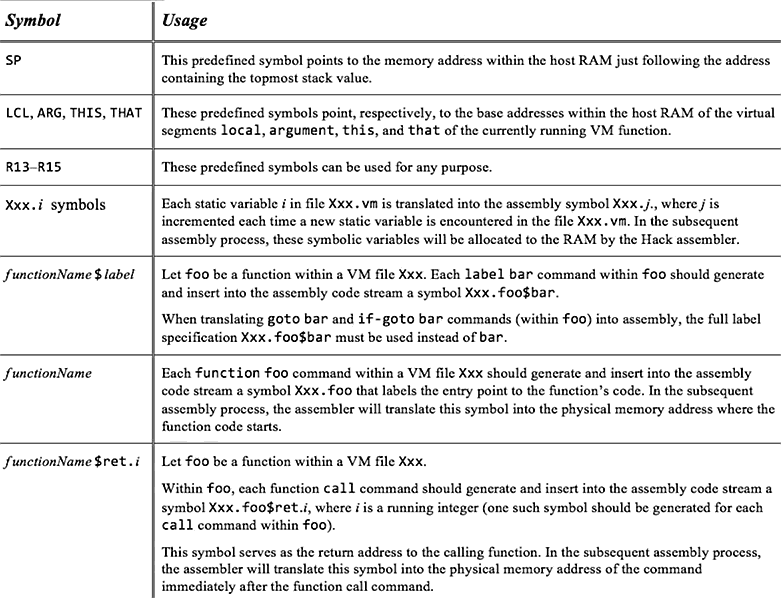 Symbol Usage
SP This predefined symbol points to the memory address within the host RAM just following the address
containing the topmost stack value.
LCL, ARG, THIS, THAT These predefined symbols point, respectively, to the base addresses within the host RAM of the virtual
segments local, argument, this, and that of the currently running VM function.
R13–R15 These predefined symbols can be used for any purpose.
Xxx.i symbols Each static variable i in file Xxx.vm is translated into the assembly symbol Xxx.j., where j is
incremented each time a new static variable is encountered in the file Xxx.vm. In the subsequent
assembly process, these symbolic variables will be allocated to the RAM by the Hack assembler.
functionName$label Let foo be a function within a VM file Xxx. Each label bar command within foo should generate
and insert into the assembly code stream a symbol Xxx.foo$bar.
When translating goto bar and if-goto bar commands (within foo) into assembly, the full label
specification Xxx.foo$bar must be used instead of bar.
functionName Each function foo command within a VM file Xxx should generate and insert into the assembly
code stream a symbol Xxx.foo that labels the entry point to the function's code. In the subsequent
assembly process, the assembler will translate this symbol into the physical memory address where the
function code starts.
functionName$ret.i Let foo be a function within a VM file Xxx.
Within foo, each function call command should generate and insert into the assembly code stream a
symbol Xxx.foo$ret.i, where i is a running integer (one such symbol should be generated for each
call command within foo).
This symbol serves as the return address to the calling function. In the subsequent assembly process,
the assembler will translate this symbol into the physical memory address of the command
immediately after the function call command.